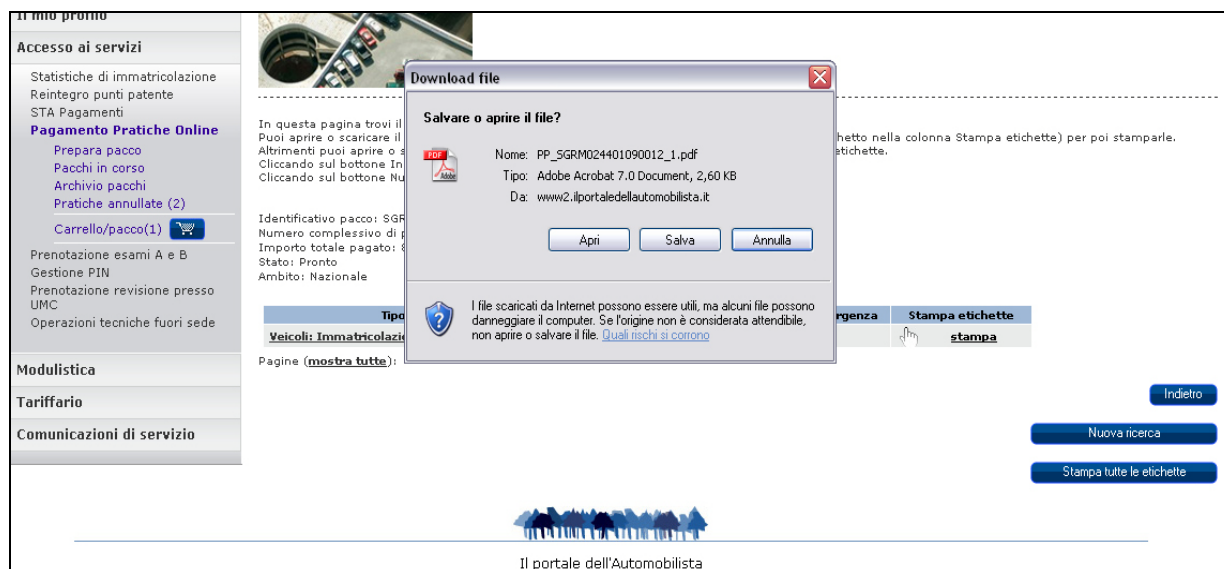 Il mio profilo
Accesso ai servizi
Statistiche di immatricolazione
Reintegro punti patente
STA Pagamenti
Pagamento Pratiche Online
Prepara pacco
Pacchi in corso
Archivio pacchi
Pratiche annullate (2)
Carrello/pacco(1)
Prenotazione esami A e B
Gestione PIN
Prenotazione revisione presso
UMC
Operazioni tecniche fuori sede
Modulistica
Tariffario
Comunicazioni di servizio
In questa pagina trovi il
Puoi aprire o scaricare il
hetto nella colonna Stampa etichette) per poi stamparle.
Altrimenti puoi aprire o s
etichette.
Cliccando sul bottone In
Cliccando sul bottone Nu
Identificativo pacco: SGR
Numero complessivo di p
Importo totale pagato: 8
Stato: Pronto
Ambito: Nazionale
Tipo
rgenza
Stampa etichette
Veicoli: Immatricolazi
stampa
Pagine (mostra tutte):
Download file
Salvare o aprire il file?
PDF
Adobe
Nome: PP_SGRM024401090012_1.pdf
Tipo: Adobe Acrobat 7.0 Document, 2,60 KB
Da: www2.ilportaledellautomobilista.it
Apri
Salva
Annulla
I file scaricati da Internet possono essere utili, ma alcuni file possono
danneggiare il computer. Se l'origine non è considerata attendibile,
non aprire o salvare il file. Quali rischi si corrono
Indietro
Nuova ricerca
Stampa tutte le etichette
Il portale dell'Automobilista